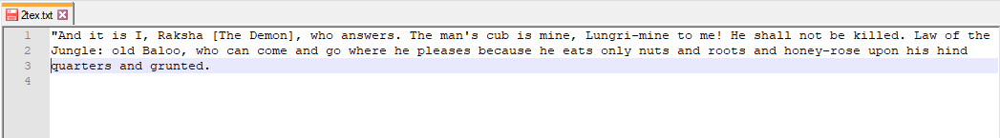 2tex.txt
1 "And it is I, Raksha [The Demon], who answers. The man's cub is mine, Lungri-mine to me! He shall not be killed. Law of the
2 Jungle: old Baloo, who can come and go where he pleases because he eats only nuts and roots and honey-rose upon his hind
3 quarters and grunted.
4